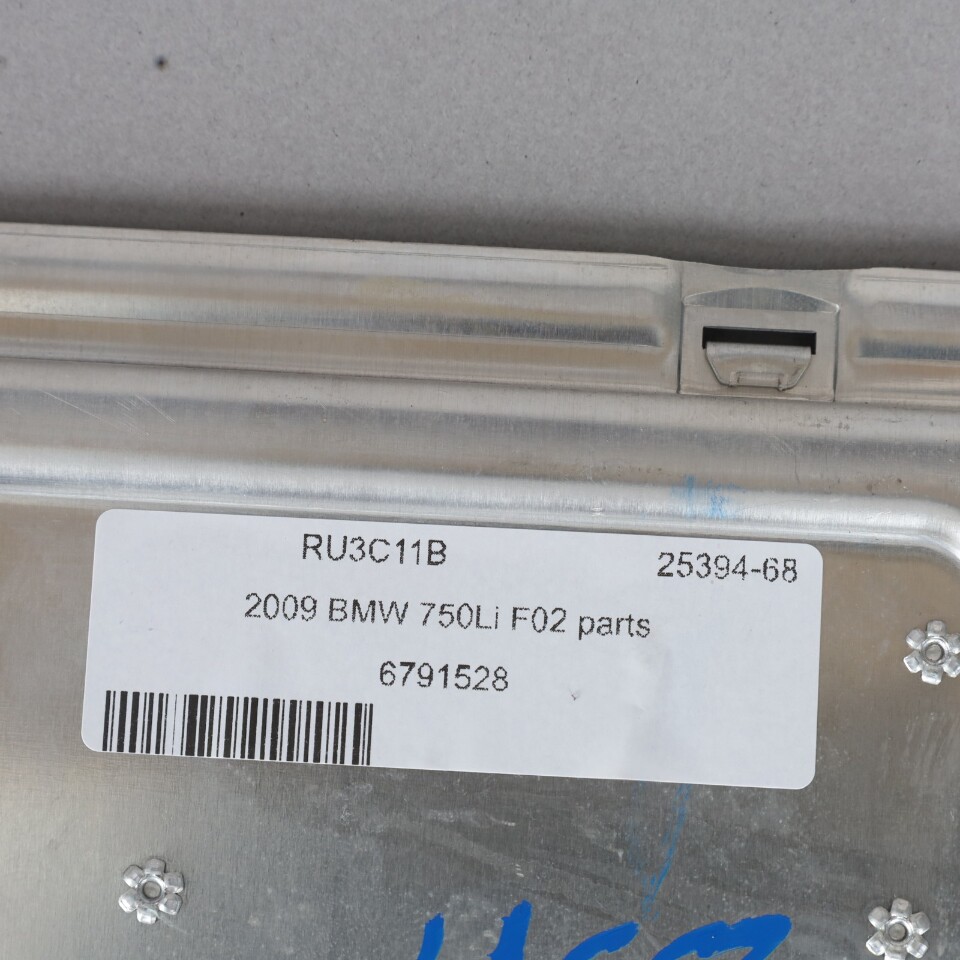 RU3C11B 25394-68
2009 BMW 750Li F02 parts
6791528